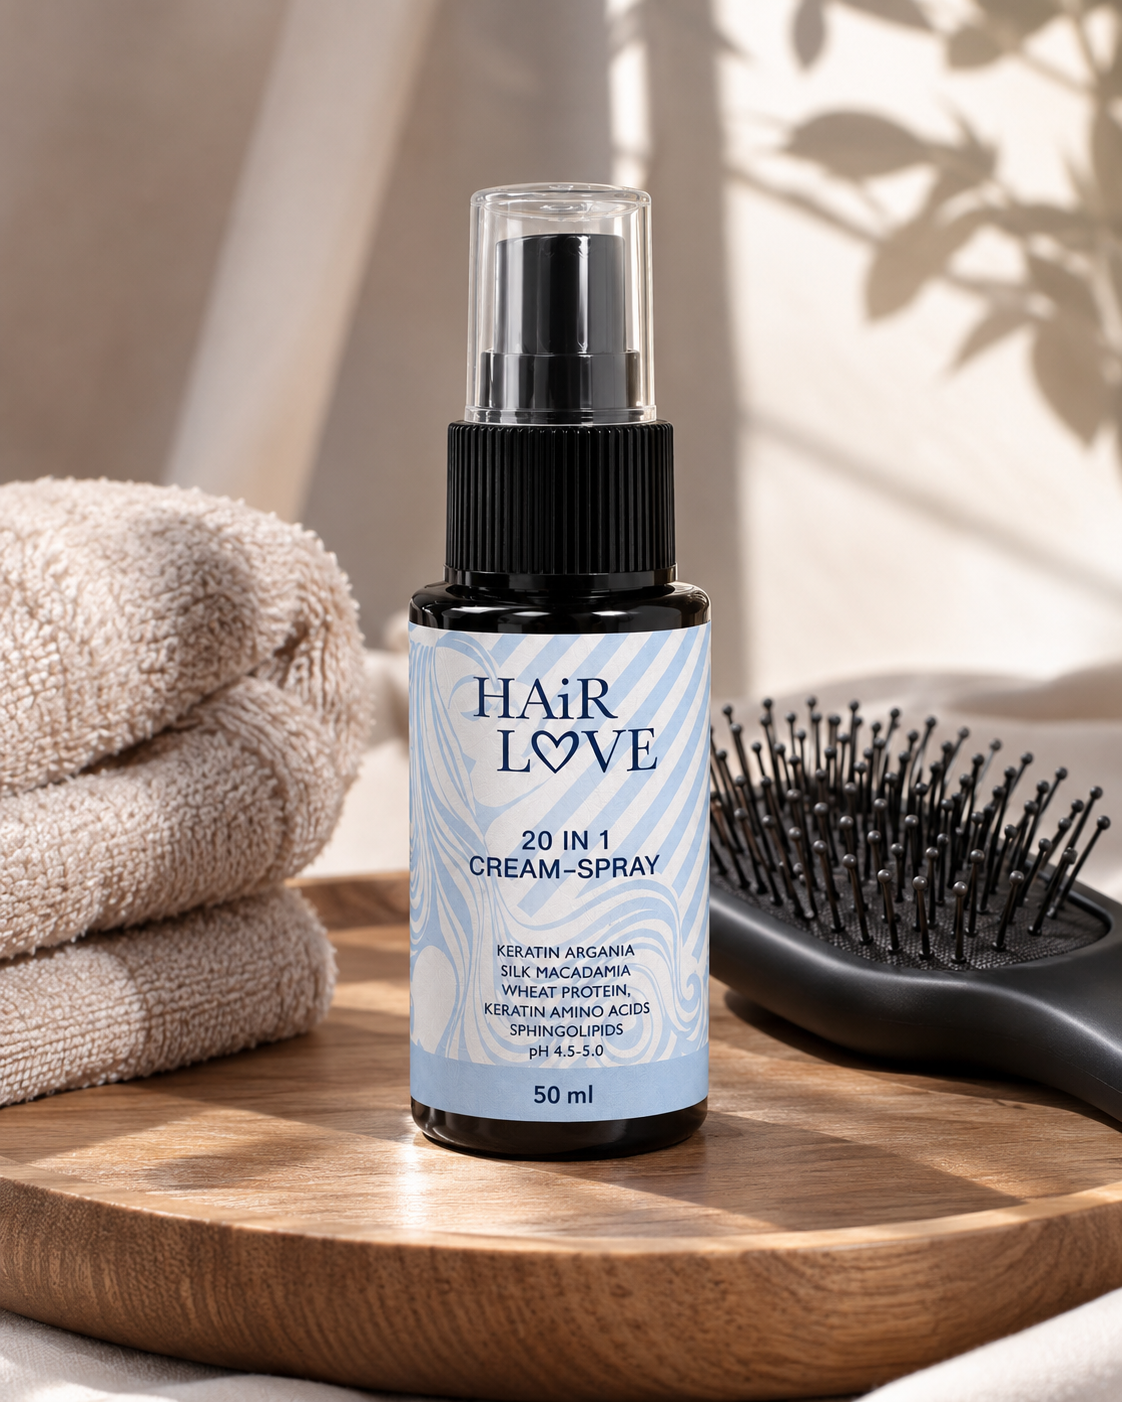 HAiR
L♡VE
20 IN 1
CREAM-SPRAY
KERATIN ARGANIA
SILK MACADAMIA
WHEAT PROTEIN,
KERATIN AMINO ACIDS
SPHINGOLIPIDS
pH 4.5-5.0
50 ml